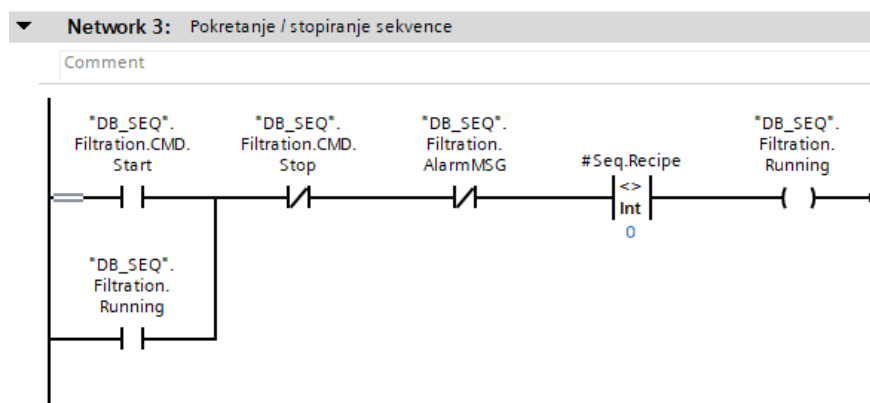 Network 3: Pokretanje / stopiranje sekvence
Comment
"DB_SEQ". "DB_SEQ". "DB_SEQ". "DB_SEQ".
Filtration.CMD. Filtration.CMD. Filtration. Filtration.
Start Stop AlarmMSG #Seq.Recipe Running
<>
Int
0
"DB_SEQ".
Filtration.
Running